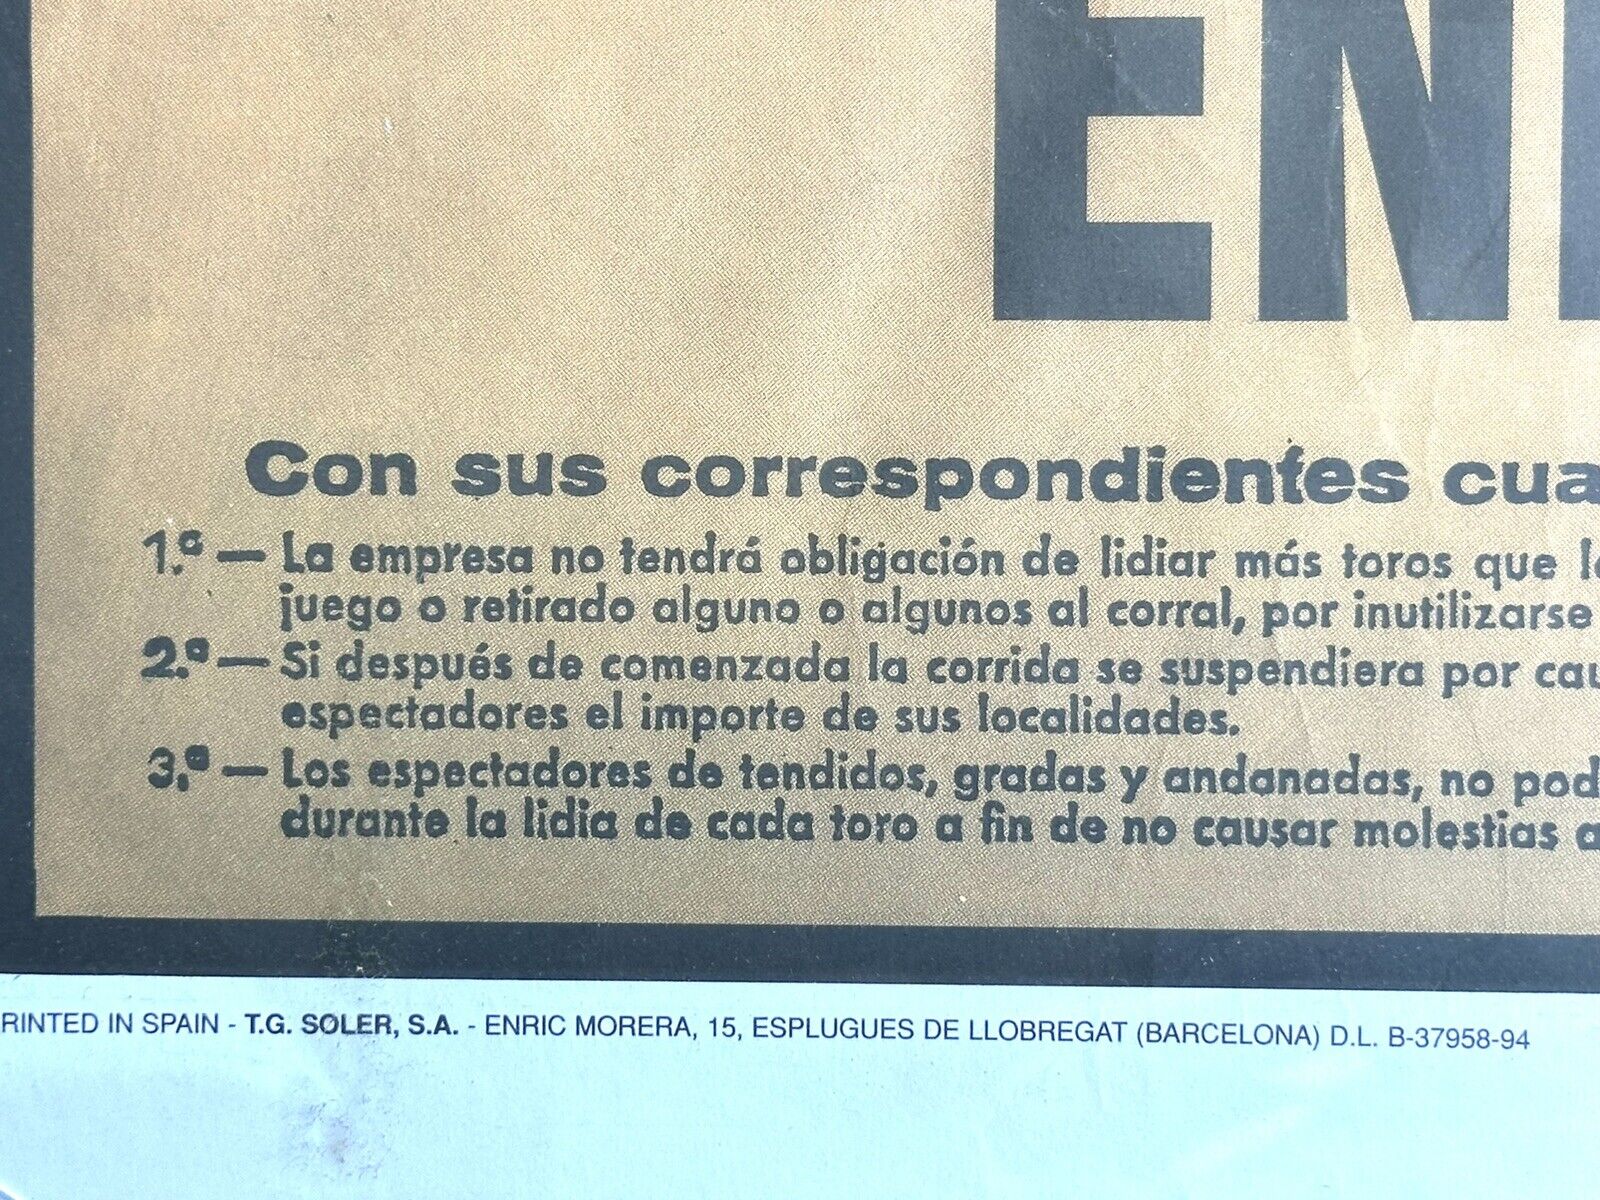 EN
Con sus correspondientes cua
1.ª — La empresa no tendrá obligación de lidiar más toros que
juego o retirado alguno o algunos al corral, por inutilizarse
2.ª — Si después de comenzada la corrida se suspendiera por cau
espectadores el importe de sus localidades.
3.ª — Los espectadores de tendidos, gradas y andanadas, no pod
durante la lidia de cada toro a fin de no causar molestias a
RINTED IN SPAIN - T.G. SOLER, S.A. - ENRIC MORERA, 15, ESPLUGUES DE LLOBREGAT (BARCELONA) D.L. B-37958-94